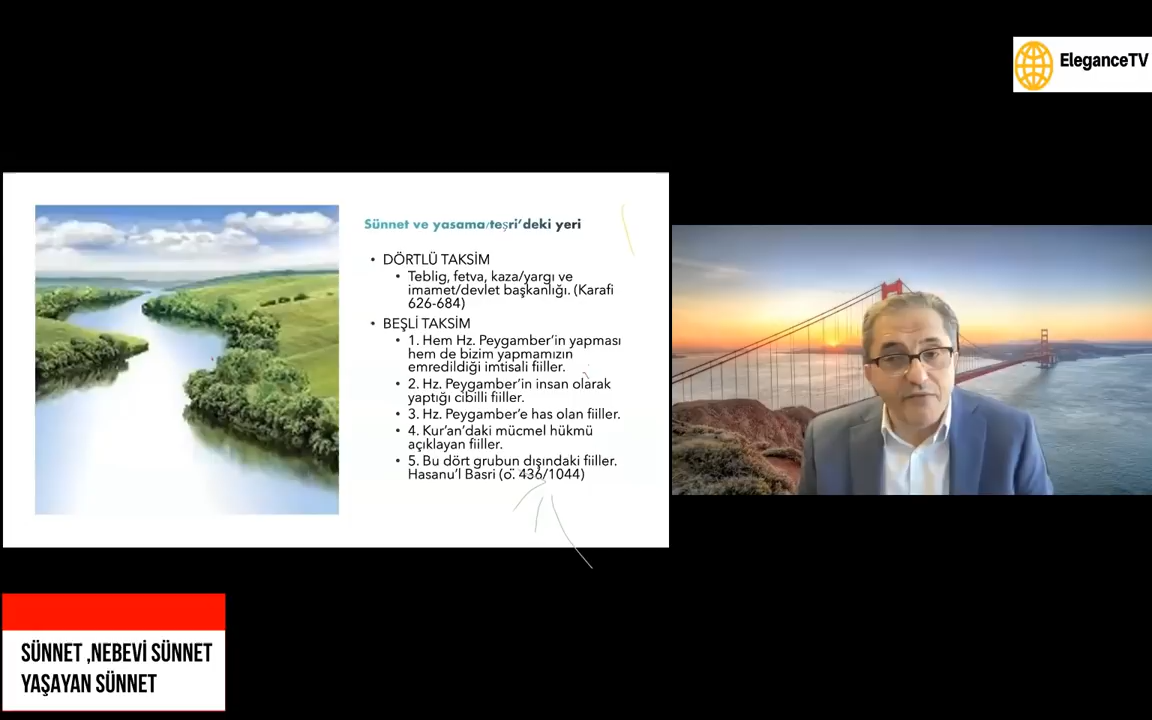 EleganceTV
Sünnet ve yasama/teşri'deki yeri
• DÖRTLÜ TAKSİM
• Teblig, fetva, kaza/yargı ve
imamet/devlet başkanlığı. (Karafi
626-684)
• BEŞLİ TAKSİM
• 1. Hem Hz. Peygamber'in yapması
hem de bizim yapmamızın
emredildiği imtisali fiiller.
• 2. Hz. Peygamber'in insan olarak
yaptığı cibilli fiiller.
• 3. Hz. Peygamber'e has olan fiiller.
• 4. Kur'an'daki mücmel hükmü
açıklayan fiiller.
• 5. Bu dört grubun dışındaki fiiller.
Hasanu'l Basri (ö. 436/1044)
SÜNNET ,NEBEVİ SÜNNET
YAŞAYAN SÜNNET